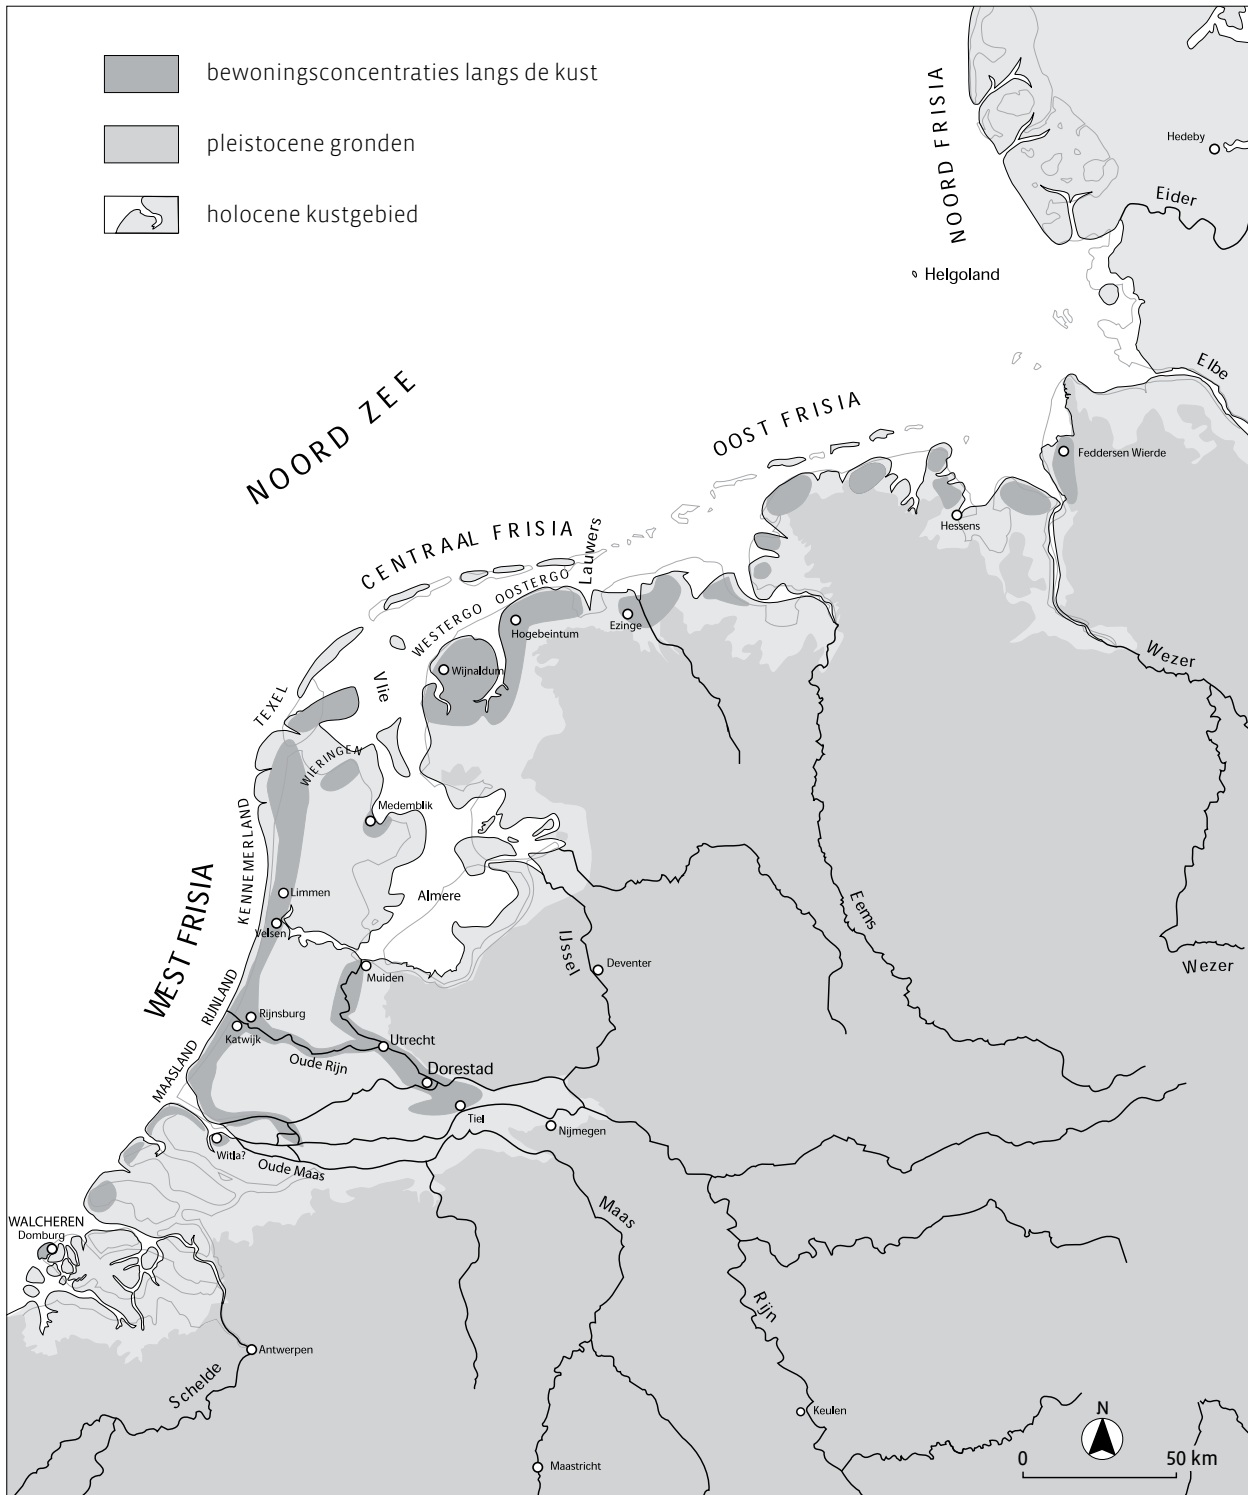 bewoningsconcentraties langs de kust
pleistocene gronden
holocene kustgebied
NOORD FRISIA
Hedeby
Eider
Helgoland
Elbe
NOORD ZEE
OOST FRISIA
Feddersen Wierde
Hessens
CENTRAAL FRISIA
Lauwers
WESTERGO
OOSTERGO
Hogebeintum
Ezinge
Wijnaldum
Wezer
Vlie
TEXEL
WIERINGEN
Medemblik
KENNEMERLAND
Limmen
Almere
Velsen
WEST FRISIA
Eems
IJssel
Deventer
Wezer
Muiden
RIJNLAND
Rijnsburg
Katwijk
Utrecht
Oude Rijn
Dorestad
MAASLAND
Tiel
Nijmegen
Witla?
Oude Maas
Maas
WALCHEREN
Domburg
Rijn
Antwerpen
Schelde
Keulen
Maastricht
N
0 50 km